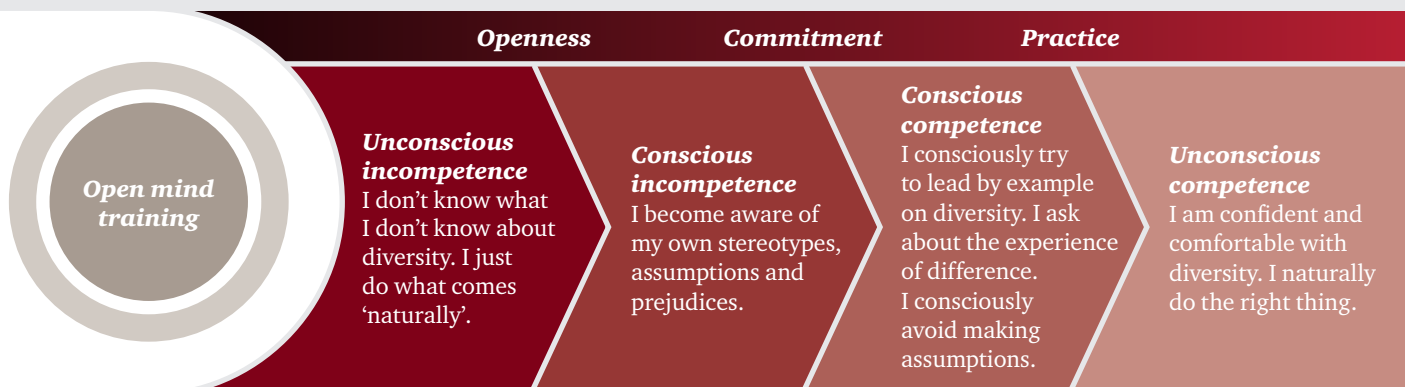 Openness
Commitment
Practice
Open mind
training
Unconscious
incompetence
I don’t know what
I don’t know about
diversity. I just
do what comes
‘naturally’.
Conscious
incompetence
I become aware of
my own stereotypes,
assumptions and
prejudices.
Conscious
competence
I consciously try
to lead by example
on diversity. I ask
about the experience
of difference.
I consciously
avoid making
assumptions.
Unconscious
competence
I am confident and
comfortable with
diversity. I naturally
do the right thing.